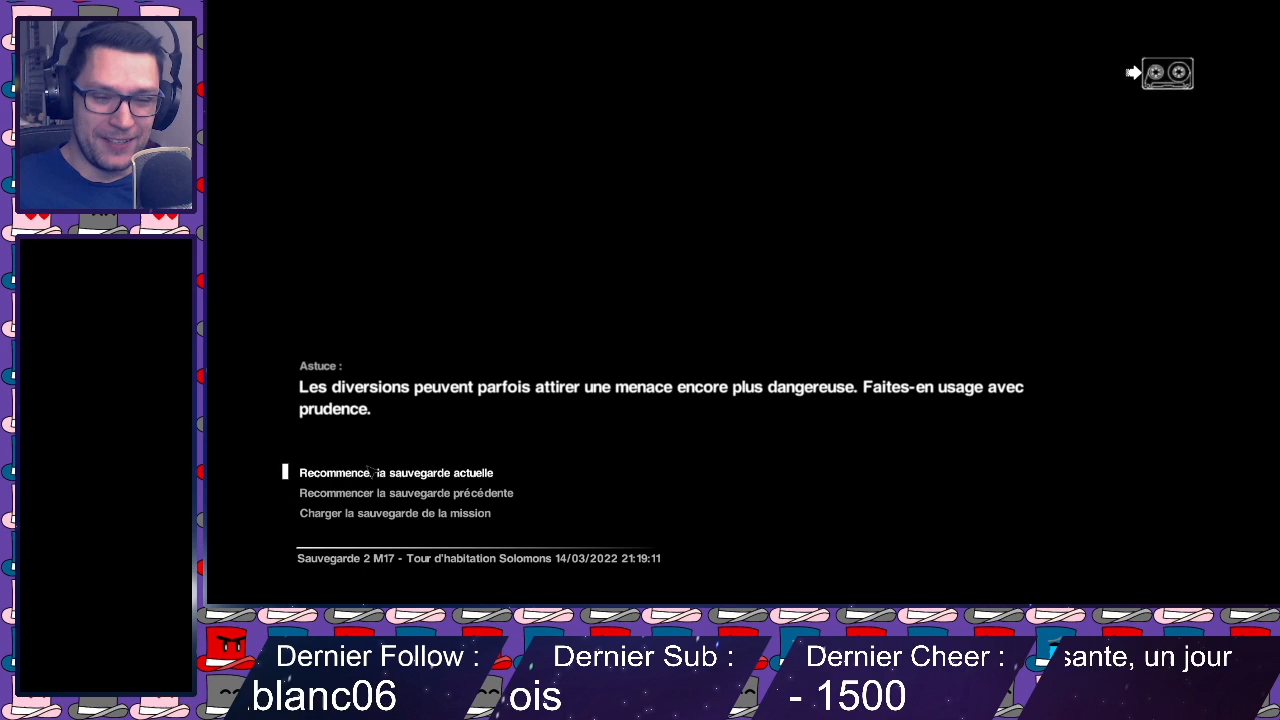 Astuce :
Les diversions peuvent parfois attirer une menace encore plus dangereuse. Faites-en usage avec
prudence.
Recommencer la sauvegarde actuelle
Recommencer la sauvegarde précédente
Charger la sauvegarde de la mission
Sauvegarde 2 M17 - Tour d'habitation Solomons 14/03/2022 21:19:11
Dernier Follow :
blanc06
Dernier Sub :
ois
Dernier Cheer :
- 1500
sante, un jour